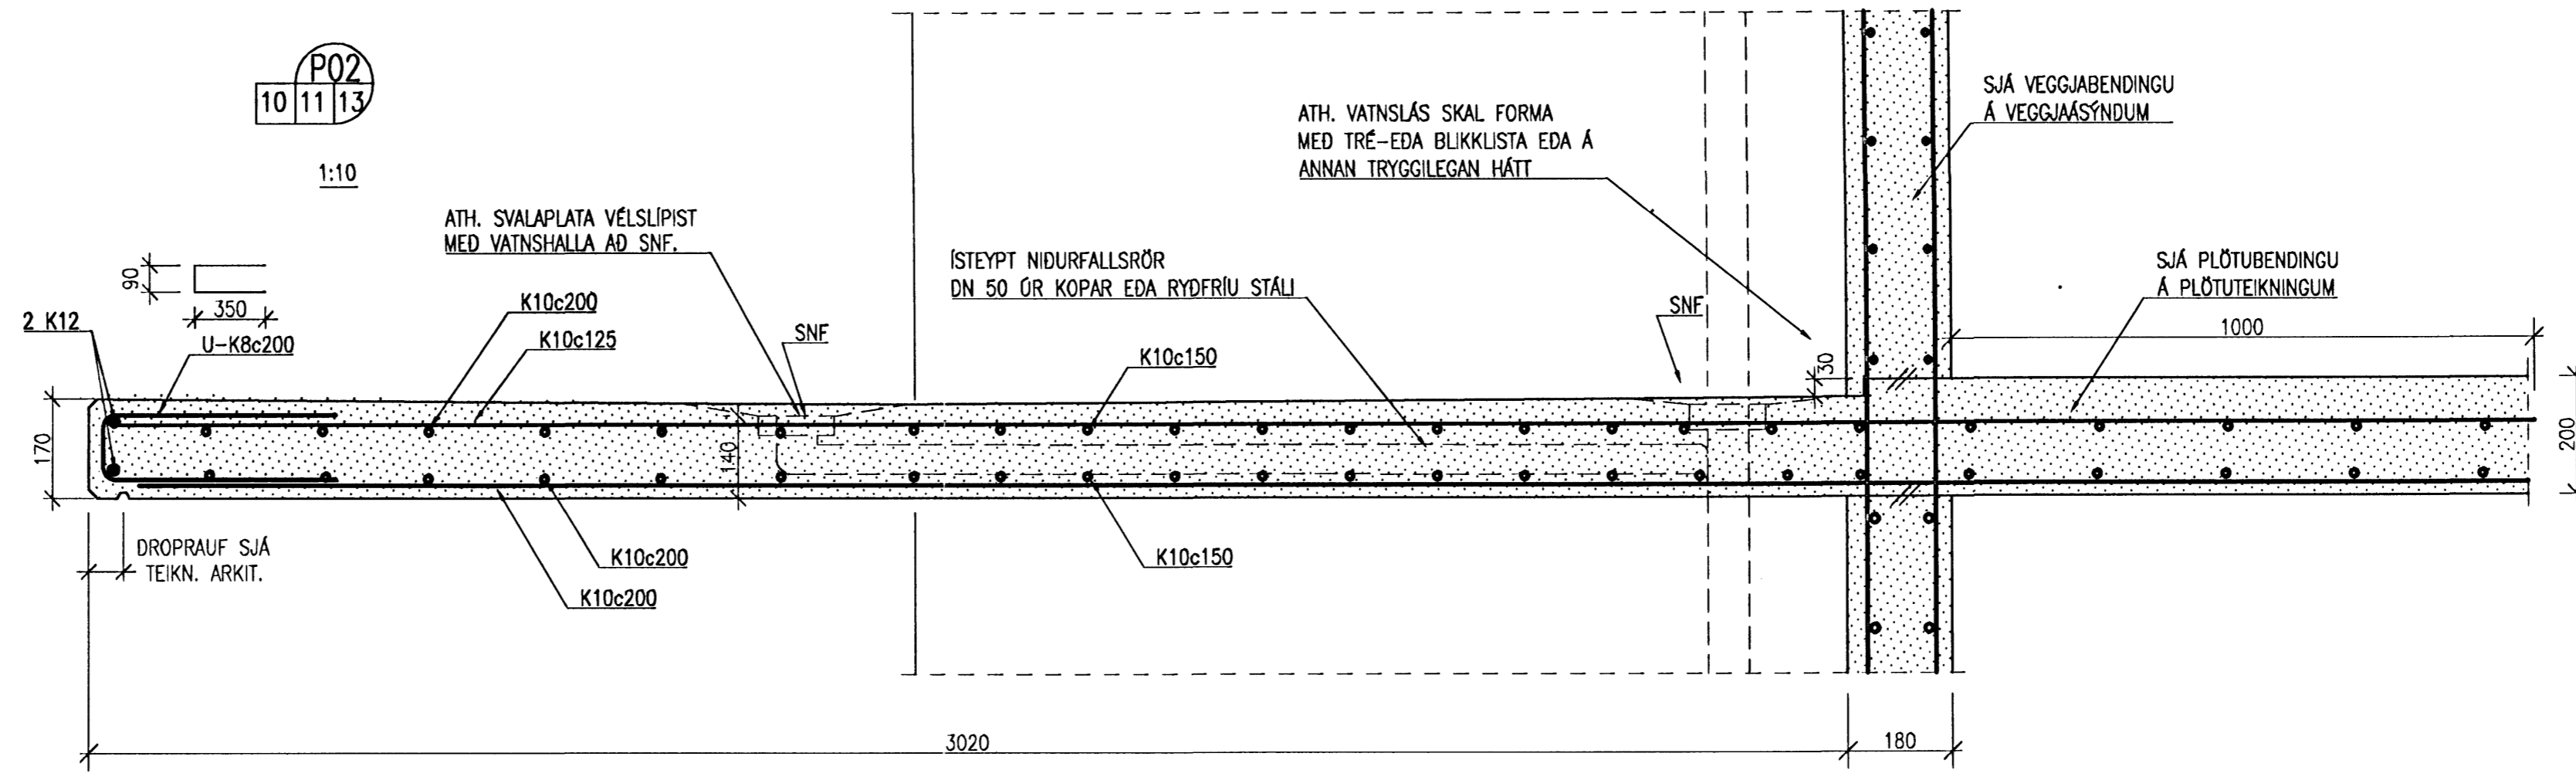 P02
10 11 13
1:10
SJÁ VEGGJABENDINGU
Á VEGGJAÁSÝNDUM
ATH. VATNSLÁS SKAL FORMA
MEÐ TRÉ-EÐA BLIKKLISTA EÐA Á
ANNAN TRYGGILEGAN HÁTT
ATH. SVALAPLATA VÉLSLÍPIST
MEÐ VATNSHALLA AÐ SNF.
ÍSTEYPT NIÐURFALLSRÖR
DN 50 ÚR KOPAR EÐA RYÐFRÍU STÁLI
SJÁ PLÖTUBENDINGU
Á PLÖTUTEIKNINGUM
90
350
2 K12
U-K8c200
K10c200
K10c125
SNF
K10c150
SNF
30
1000
170
140
200
DROPRAUF SJÁ
TEIKN. ARKIT.
K10c200
K10c200
K10c150
3020
180